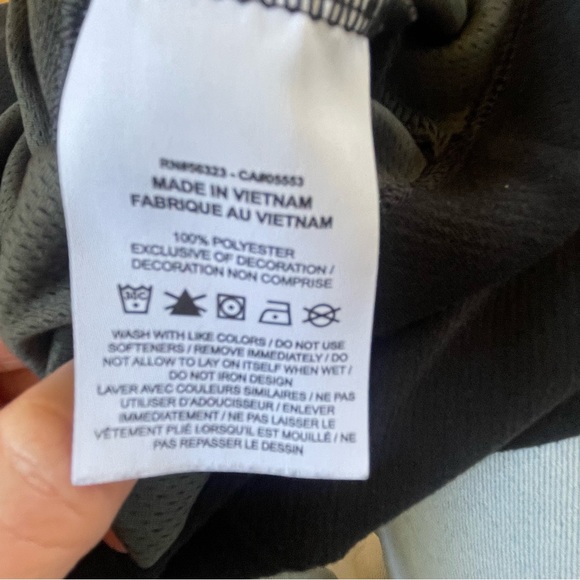 RN#56323 - CA#05553
MADE IN VIETNAM
FABRIQUE AU VIETNAM
100% POLYESTER
EXCLUSIVE OF DECORATION /
DECORATION NON COMPRISE
30C
WASH WITH LIKE COLORS / DO NOT USE
SOFTENERS / REMOVE IMMEDIATELY / DO
NOT ALLOW TO LAY ON ITSELF WHEN WET /
DO NOT IRON DESIGN
LAVER AVEC COULEURS SIMILAIRES / NE PAS
UTILISER D'ADOUCISSEUR / ENLEVER
IMMEDIATEMENT / NE PAS LAISSER LE
VÊTEMENT PLIÉ LORSQU'IL EST MOUILLÉ / NE
PAS REPASSER LE DESSIN